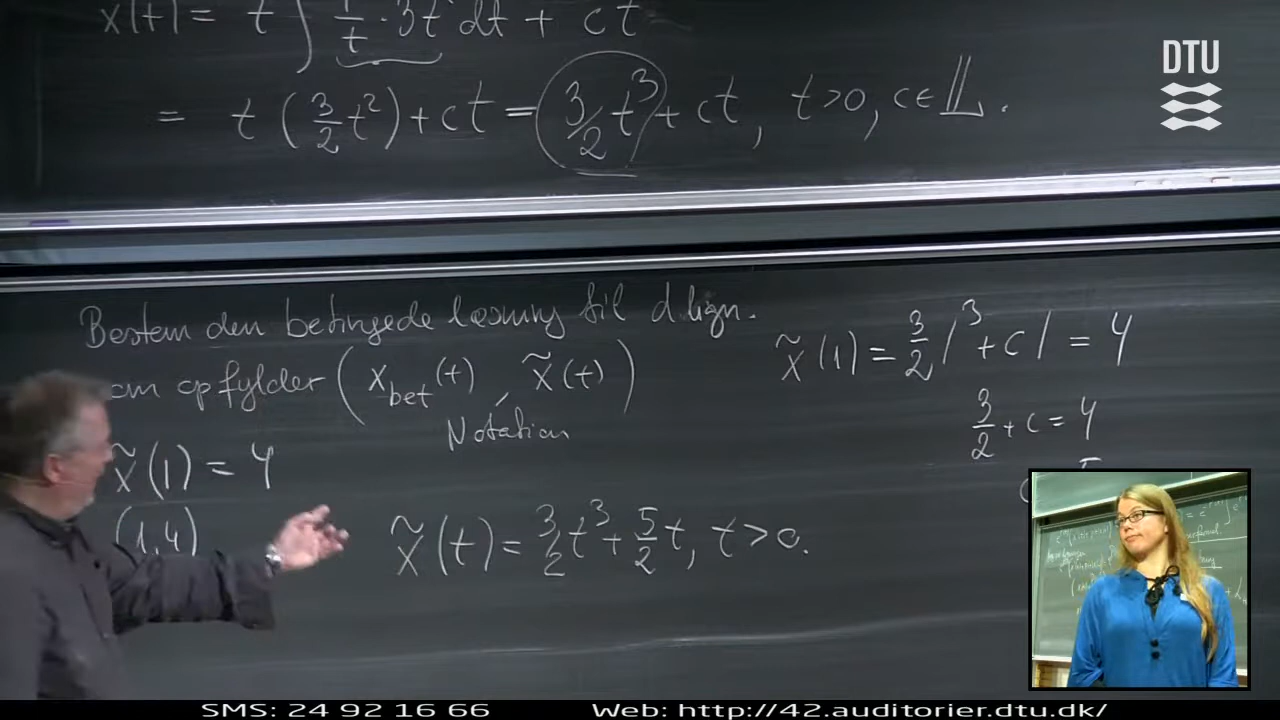 x(t) = t ∫ 1/t · 3t² dt + ct
= t (3/2 t²) + ct = 3/2 t³ + ct, t>0, c∈ℝ.
DTU
Bestem den betingede løsning til d.lign.
som opfylder (x_bet(t), x̃(t))
Notation
x̃(1) = 4
(1,4)
x̃(t) = 3/2 t³ + 5/2 t, t>0.
x̃(1) = 3/2 1³ + c1 = 4
3/2 + c = 4
SMS: 24 92 16 66 Web: http://42.auditorier.dtu.dk/